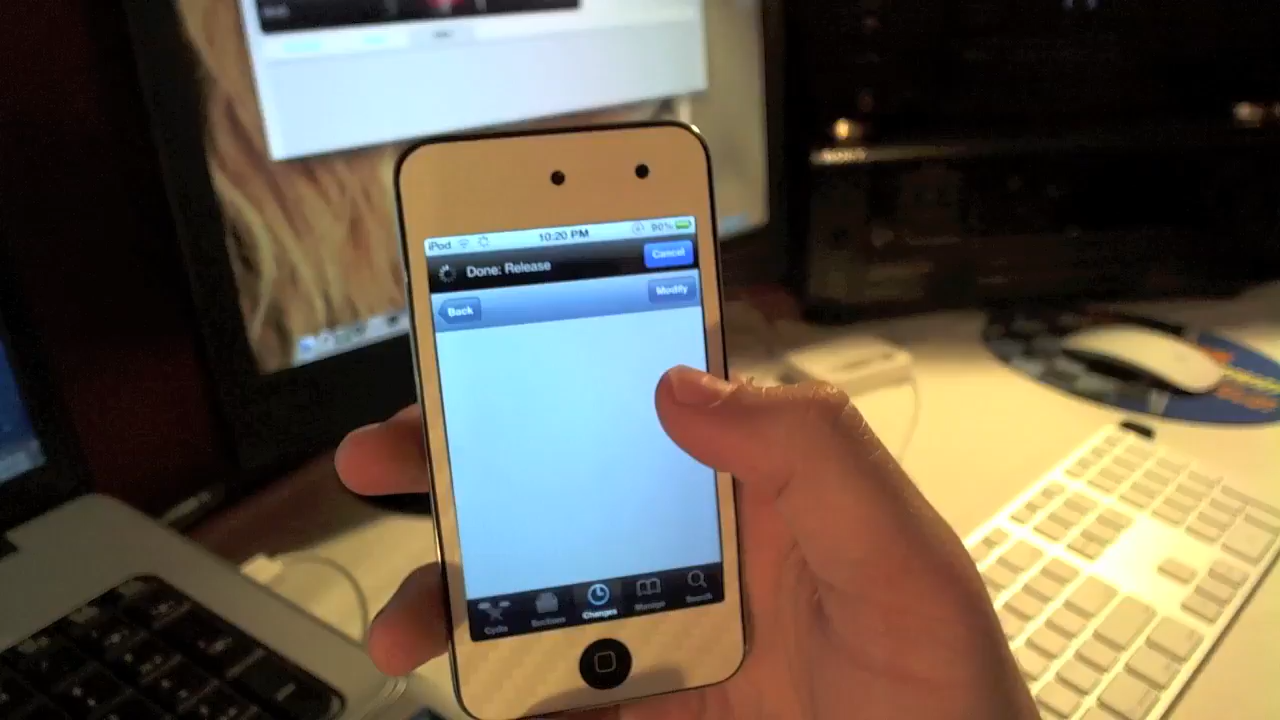 iPod 10:20 PM 90%
Done: Release Cancel
Back Modify
Cydia Sections Changes Manage Search